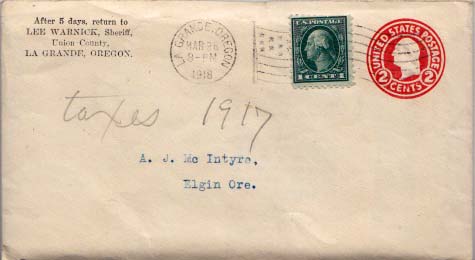 After 5 days, return to
LEE WARNICK, Sheriff,
Union County,
LA GRANDE, OREGON.
LA GRANDE, OREGON
MAR 26
8-PM
1918
U.S. POSTAGE
1 CENT 1
UNITED STATES POSTAGE
2 CENTS 2
taxes 1917
A. J. Mc Intyre,
Elgin Ore.